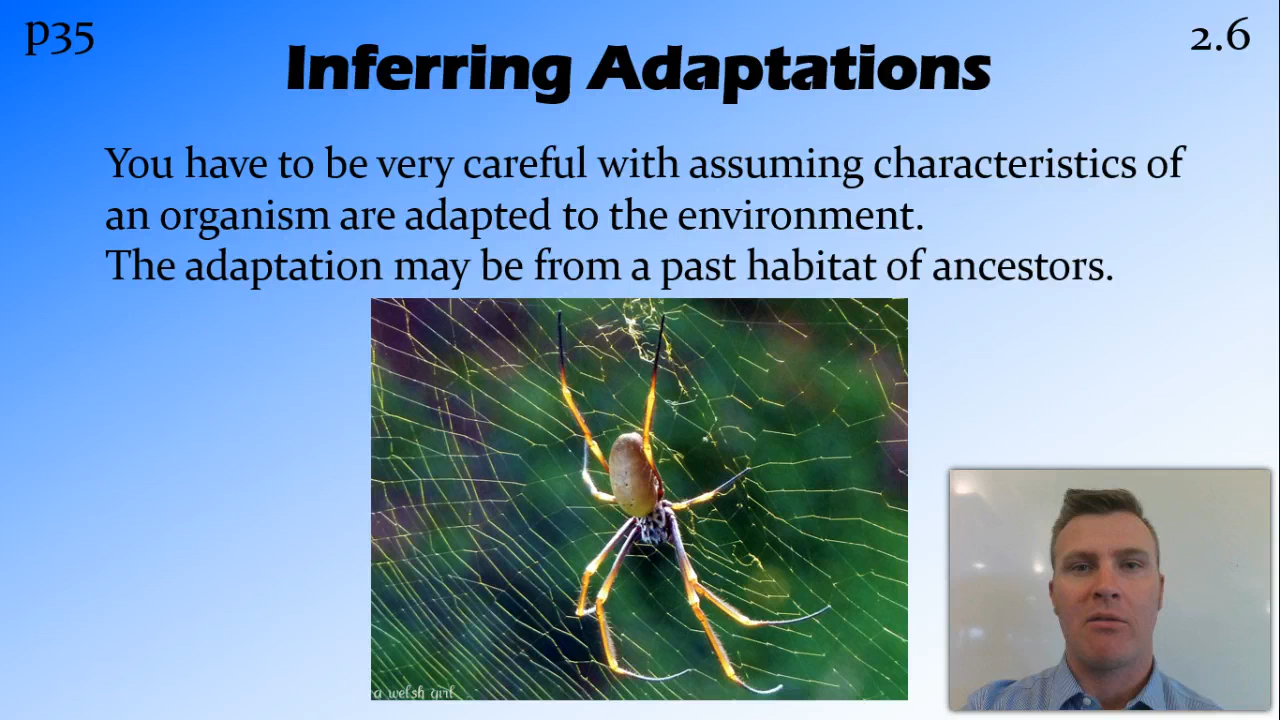 p35
2.6
Inferring Adaptations
You have to be very careful with assuming characteristics of
an organism are adapted to the environment.
The adaptation may be from a past habitat of ancestors.
a welsh girl